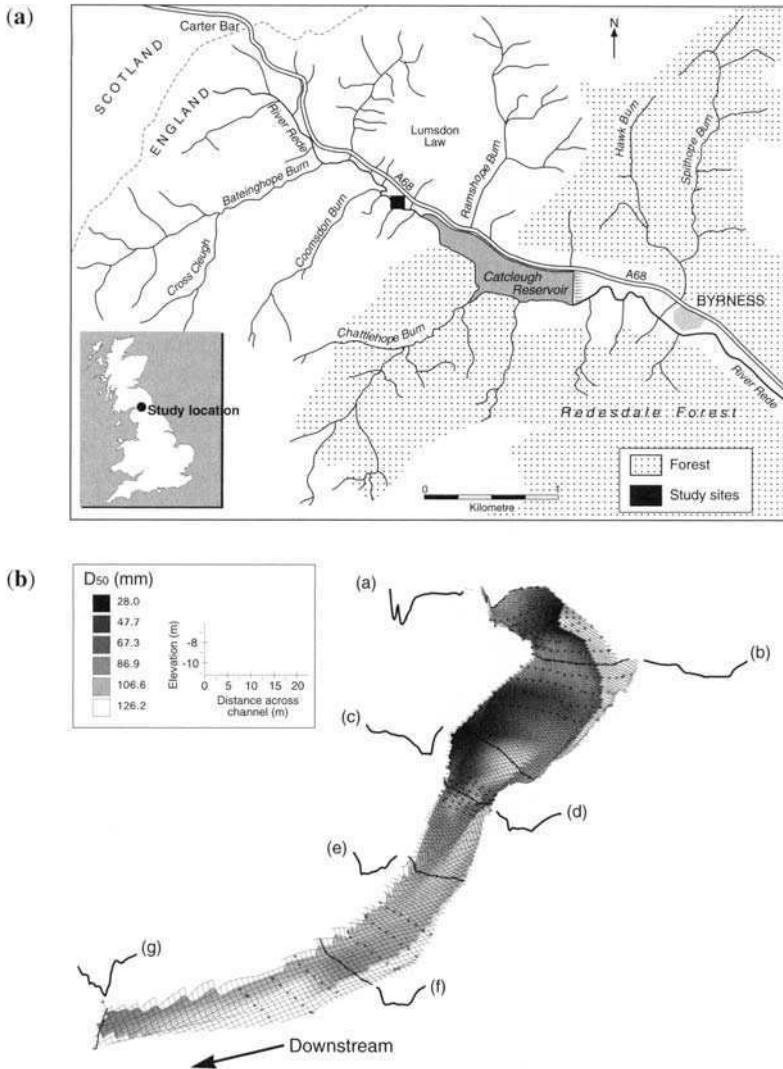 (a)
Carter Bar
SCOTLAND
ENGLAND
River Rede
Bateinghope Burn
Cross Cleugh
Coomsdon Burn
Lumsdon
Law
A68
Ramshope Burn
N
Hawk Burn
Spithope Burn
Catcleugh
Reservoir
A68
BYRNESS
Chattlehope Burn
River Rede
Redesdale Forest
Study location
0
1
Kilometre
Forest
Study sites
(b)
D50 (mm)
28.0
47.7
67.3
86.9
106.6
126.2
Elevation (m)
-8
-10
0 5 10 15 20
Distance across
channel (m)
(a)
(b)
(c)
(d)
(e)
(f)
(g)
Downstream